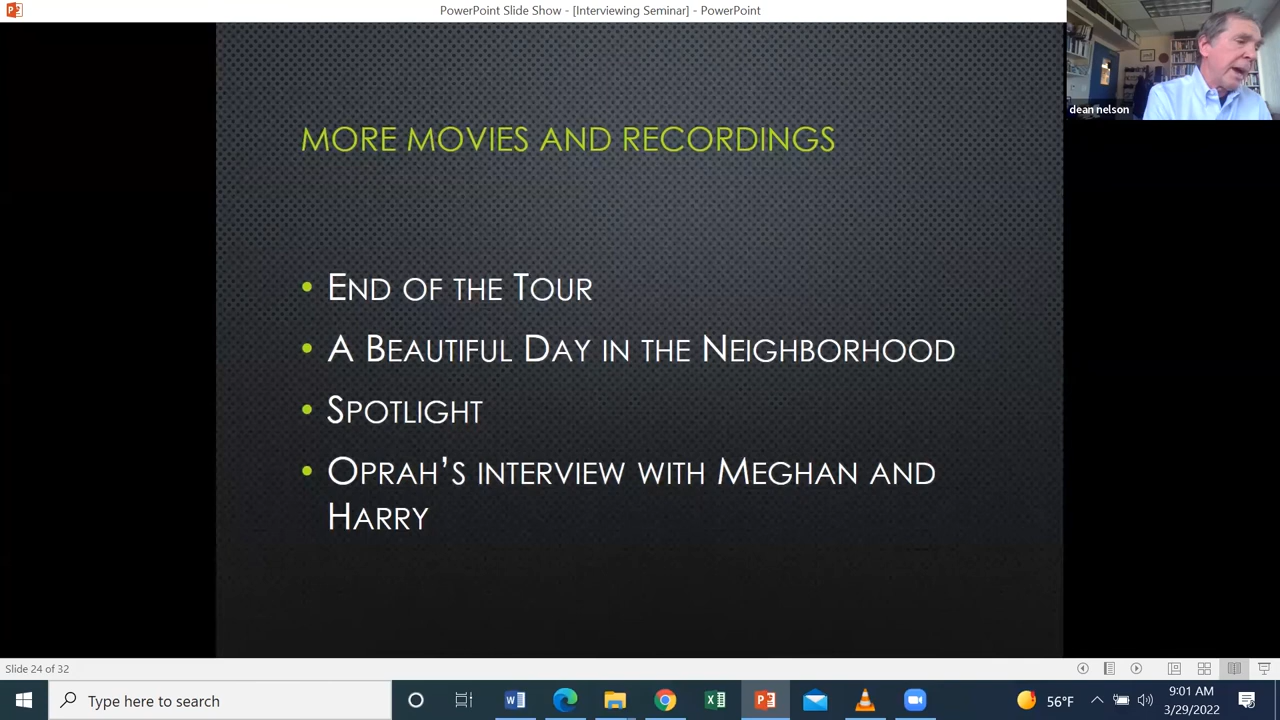 PowerPoint Slide Show - [Interviewing Seminar] - PowerPoint
dean nelson
MORE MOVIES AND RECORDINGS
• END OF THE TOUR
• A BEAUTIFUL DAY IN THE NEIGHBORHOOD
• SPOTLIGHT
• OPRAH'S INTERVIEW WITH MEGHAN AND
HARRY
Slide 24 of 32
Type here to search
56°F
9:01 AM
3/29/2022